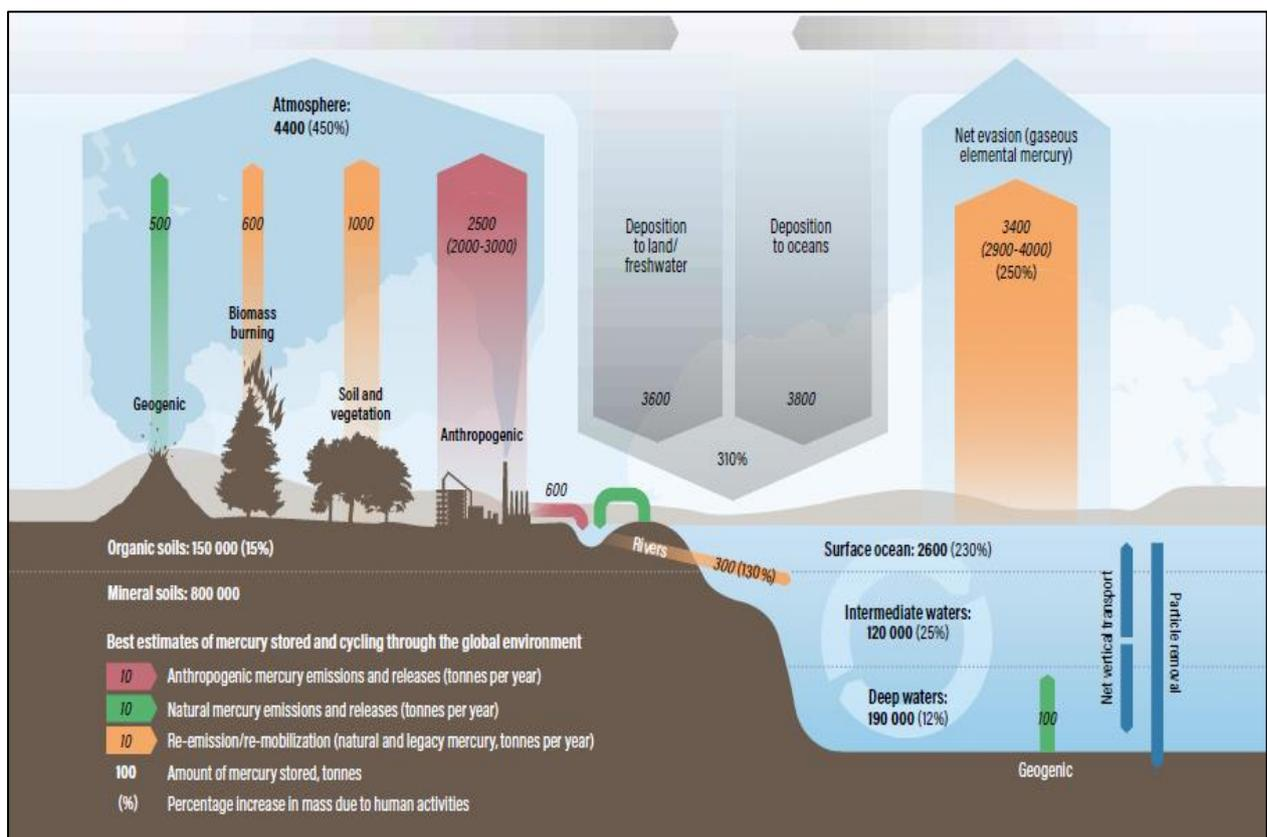 Atmosphere:
4400 (450%)
Net evasion (gaseous
elemental mercury)
500
600
1000
2500
(2000-3000)
Deposition
to land/
freshwater
Deposition
to oceans
3400
(2900-4000)
(250%)
Biomass
burning
Geogenic
Soil and
vegetation
Anthropogenic
3600
3800
310%
600
Rivers
300 (130%)
Organic soils: 150 000 (15%)
Mineral soils: 800 000
Surface ocean: 2600 (230%)
Intermediate waters:
120 000 (25%)
Deep waters:
190 000 (12%)
100
Geogenic
Net vertical transport
Particle removal
Best estimates of mercury stored and cycling through the global environment
10 Anthropogenic mercury emissions and releases (tonnes per year)
10 Natural mercury emissions and releases (tonnes per year)
10 Re-emission/re-mobilization (natural and legacy mercury, tonnes per year)
100 Amount of mercury stored, tonnes
(%) Percentage increase in mass due to human activities